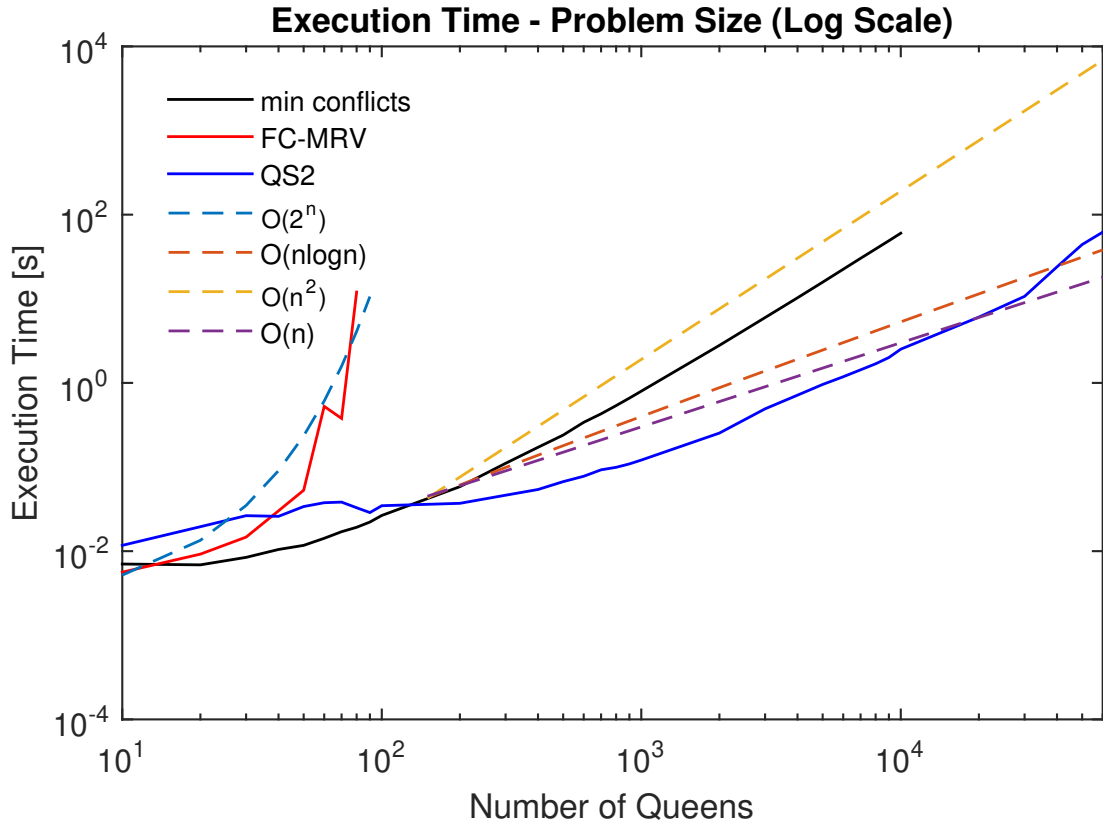 Execution Time - Problem Size (Log Scale)
10^4
10^2
10^0
10^-2
10^-4
Execution Time [s]
min conflicts
FC-MRV
QS2
O(2^n)
O(nlogn)
O(n^2)
O(n)
10^1
10^2
10^3
10^4
Number of Queens